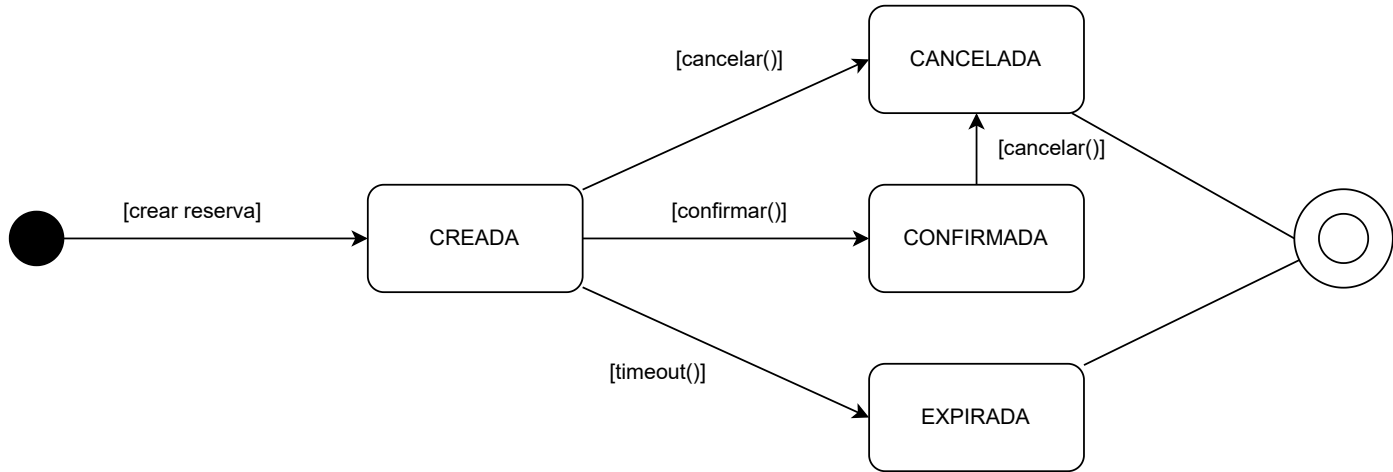 [cancelar()]
CANCELADA
[cancelar()]
[crear reserva]
[confirmar()]
CREADA
CONFIRMADA
[timeout()]
EXPIRADA